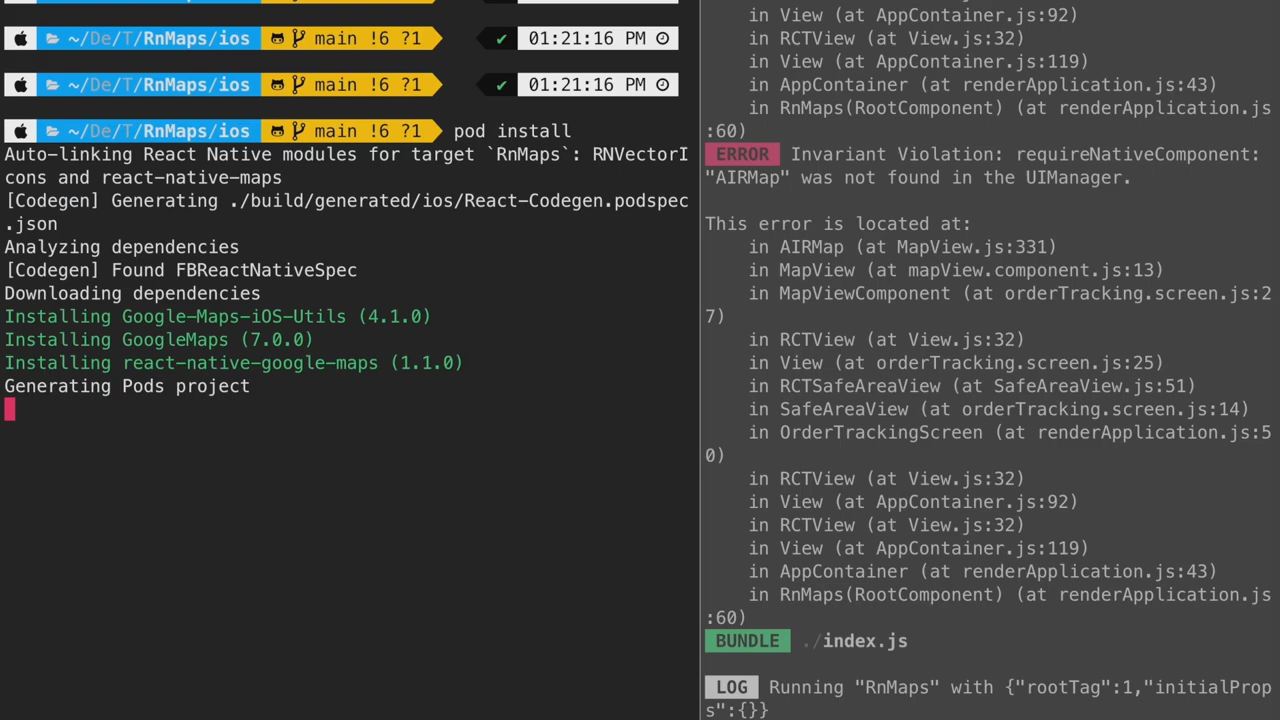 ~/De/T/RnMaps/ios main !6 ?1 ✔ 01:21:16 PM
~/De/T/RnMaps/ios main !6 ?1 ✔ 01:21:16 PM
~/De/T/RnMaps/ios main !6 ?1 pod install
Auto-linking React Native modules for target `RnMaps`: RNVectorI
cons and react-native-maps
[Codegen] Generating ./build/generated/ios/React-Codegen.podspec
.json
Analyzing dependencies
[Codegen] Found FBReactNativeSpec
Downloading dependencies
Installing Google-Maps-iOS-Utils (4.1.0)
Installing GoogleMaps (7.0.0)
Installing react-native-google-maps (1.1.0)
Generating Pods project
in View (at AppContainer.js:92)
in RCTView (at View.js:32)
in View (at AppContainer.js:119)
in AppContainer (at renderApplication.js:43)
in RnMaps(RootComponent) (at renderApplication.js
:60)
ERROR Invariant Violation: requireNativeComponent:
"AIRMap" was not found in the UIManager.
This error is located at:
in AIRMap (at MapView.js:331)
in MapView (at mapView.component.js:13)
in MapViewComponent (at orderTracking.screen.js:2
7)
in RCTView (at View.js:32)
in View (at orderTracking.screen.js:25)
in RCTSafeAreaView (at SafeAreaView.js:51)
in SafeAreaView (at orderTracking.screen.js:14)
in OrderTrackingScreen (at renderApplication.js:5
0)
in RCTView (at View.js:32)
in View (at AppContainer.js:92)
in RCTView (at View.js:32)
in View (at AppContainer.js:119)
in AppContainer (at renderApplication.js:43)
in RnMaps(RootComponent) (at renderApplication.js
:60)
BUNDLE ./index.js
LOG Running "RnMaps" with {"rootTag":1,"initialProp
s":{}}